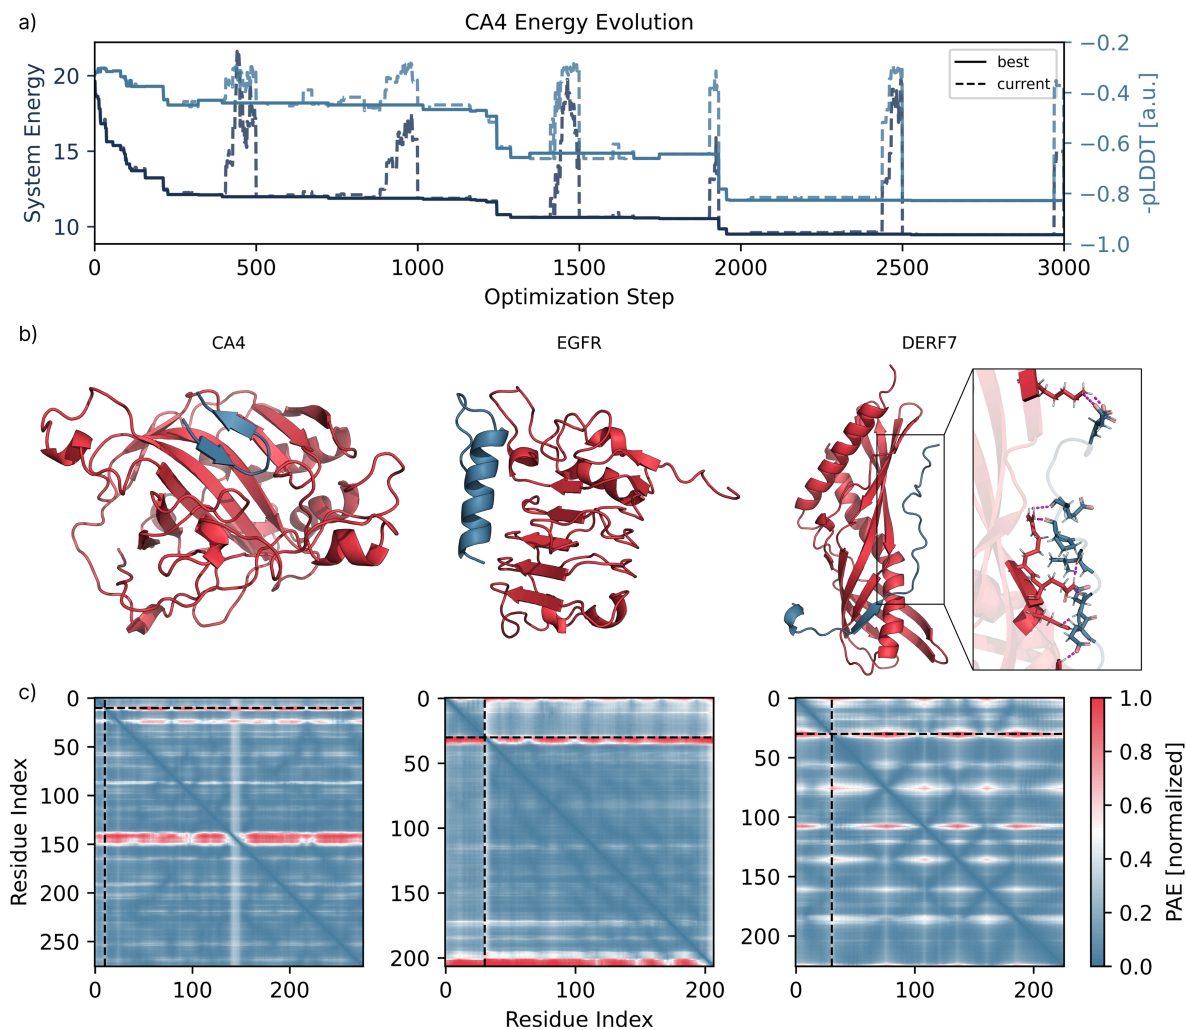 a)
CA4 Energy Evolution
System Energy
20
15
10
best
current
−0.2
−0.4
−0.6
−0.8
−1.0
-pLDDT [a.u.]
0 500 1000 1500 2000 2500 3000
Optimization Step
b)
CA4 EGFR DERF7
c)
Residue Index
0
50
100
150
200
250
0 100 200
0
50
100
150
200
0 100 200
0
50
100
150
200
0 100 200
1.0
0.8
0.6
0.4
0.2
0.0
PAE [normalized]
Residue Index